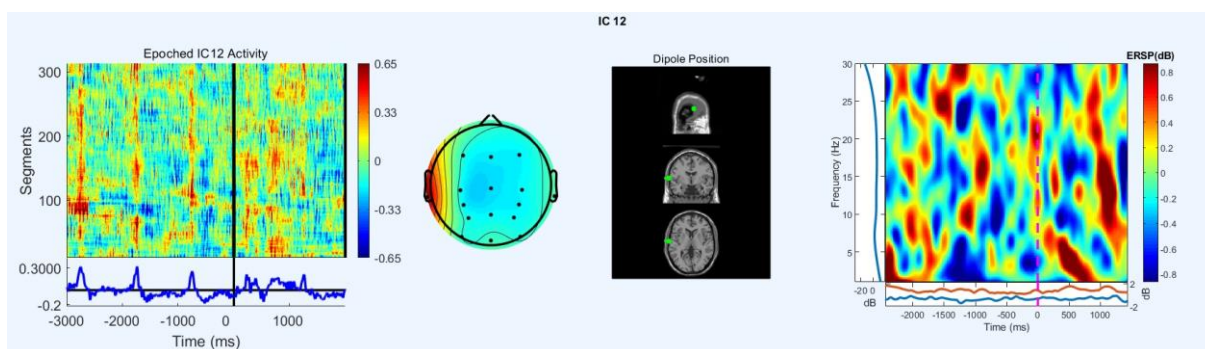 IC 12
Epoched IC12 Activity
Segments
300
200
100
0.65
0.33
0
-0.33
-0.65
0.3000
-0.2
-3000 -2000 -1000 0 1000
Time (ms)
Dipole Position
ERSP(dB)
Frequency (Hz)
30
25
20
15
10
5
0.8
0.6
0.4
0.2
0
-0.2
-0.4
-0.6
-0.8
-20 0
dB
2
-2
dB
-2000 -1500 -1000 -500 0 500 1000
Time (ms)